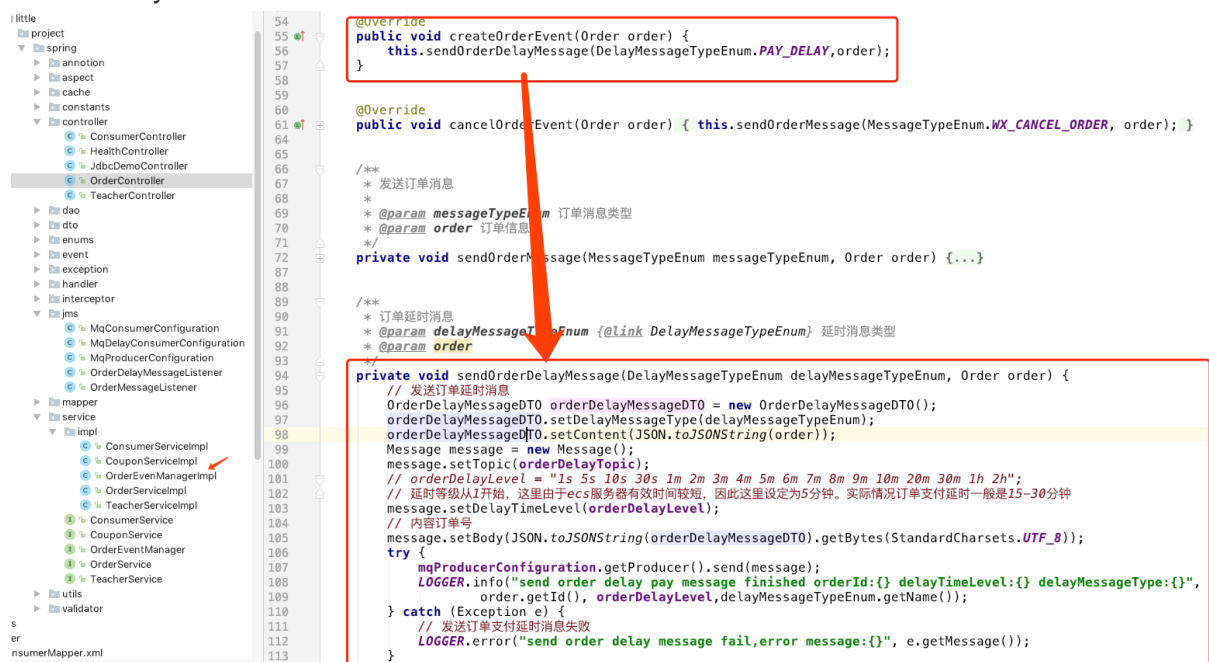 little
project
spring
annotion
aspect
cache
constants
controller
ConsumerController
HealthController
JdbcDemoController
OrderController
TeacherController
dao
dto
enums
event
exception
handler
interceptor
jms
MqConsumerConfiguration
MqDelayConsumerConfiguration
MqProducerConfiguration
OrderDelayMessageListener
OrderMessageListener
mapper
service
impl
ConsumerServiceImpl
CouponServiceImpl
OrderEvenManagerImpl
OrderServiceImpl
TeacherServiceImpl
ConsumerService
CouponService
OrderEventManager
OrderService
TeacherService
utils
validator
s
er
nsumerMapper.xml
54 @Override
55 public void createOrderEvent(Order order) {
56 this.sendOrderDelayMessage(DelayMessageTypeEnum.PAY_DELAY,order);
57 }
58
59
60 @Override
61 public void cancelOrderEvent(Order order) { this.sendOrderMessage(MessageTypeEnum.WX_CANCEL_ORDER, order); }
64
65
66 /**
67 * 发送订单消息
68 *
69 * @param messageTypeEnum 订单消息类型
70 * @param order 订单信息
71 */
72 private void sendOrderMessage(MessageTypeEnum messageTypeEnum, Order order) {...}
87
88
89 /**
90 * 订单延时消息
91 * @param delayMessageTypeEnum {@link DelayMessageTypeEnum} 延时消息类型
92 * @param order
93 */
94 private void sendOrderDelayMessage(DelayMessageTypeEnum delayMessageTypeEnum, Order order) {
95 // 发送订单延时消息
96 OrderDelayMessageDTO orderDelayMessageDTO = new OrderDelayMessageDTO();
97 orderDelayMessageDTO.setDelayMessageType(delayMessageTypeEnum);
98 orderDelayMessageDTO.setContent(JSON.toJSONString(order));
99 Message message = new Message();
100 message.setTopic(orderDelayTopic);
101 // orderDelayLevel = "1s 5s 10s 30s 1m 2m 3m 4m 5m 6m 7m 8m 9m 10m 20m 30m 1h 2h";
102 // 延时等级从1开始，这里由于ecs服务器有效时间较短，因此这里设定为5分钟。实际情况订单支付延时一般是15-30分钟
103 message.setDelayTimeLevel(orderDelayLevel);
104 // 内容订单号
105 message.setBody(JSON.toJSONString(orderDelayMessageDTO).getBytes(StandardCharsets.UTF_8));
106 try {
107 mqProducerConfiguration.getProducer().send(message);
108 LOGGER.info("send order delay pay message finished orderId:{} delayTimeLevel:{} delayMessageType:{}",
109 order.getId(), orderDelayLevel,delayMessageTypeEnum.getName());
110 } catch (Exception e) {
111 // 发送订单支付延时消息失败
112 LOGGER.error("send order delay message fail,error message:{}", e.getMessage());
113 }